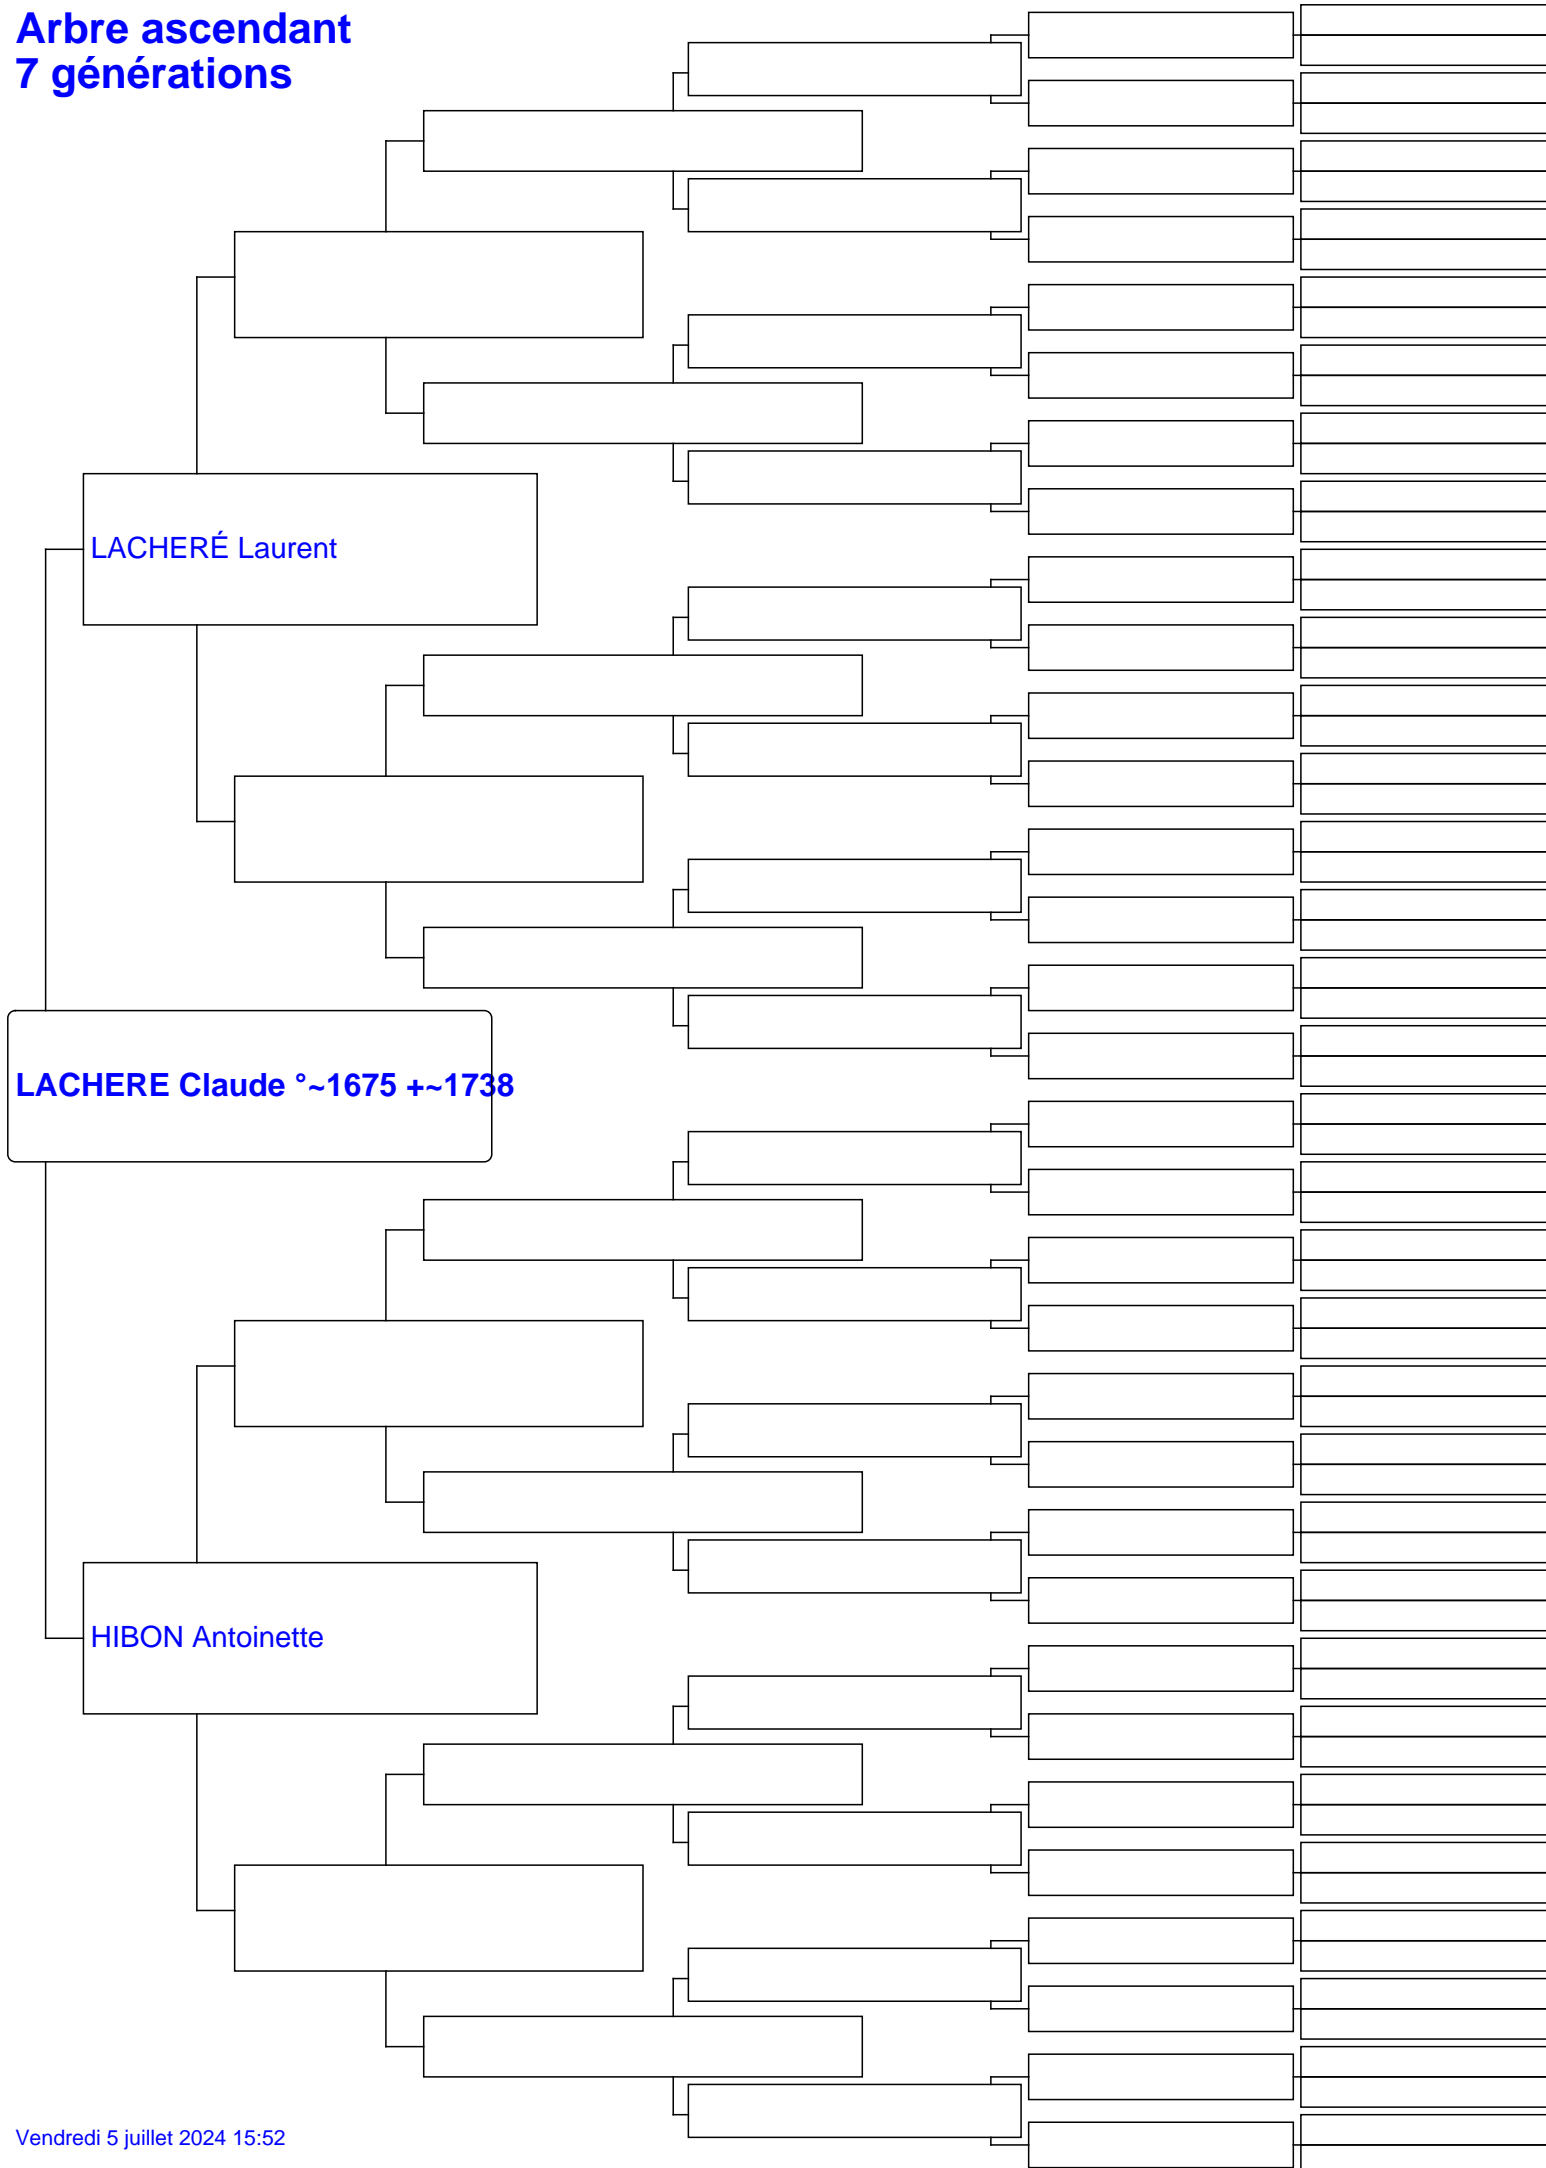 Arbre ascendant
7 générations
LACHERÉ Laurent
LACHERE Claude °~1675 +~1738
HIBON Antoinette
Vendredi 5 juillet 2024 15:52